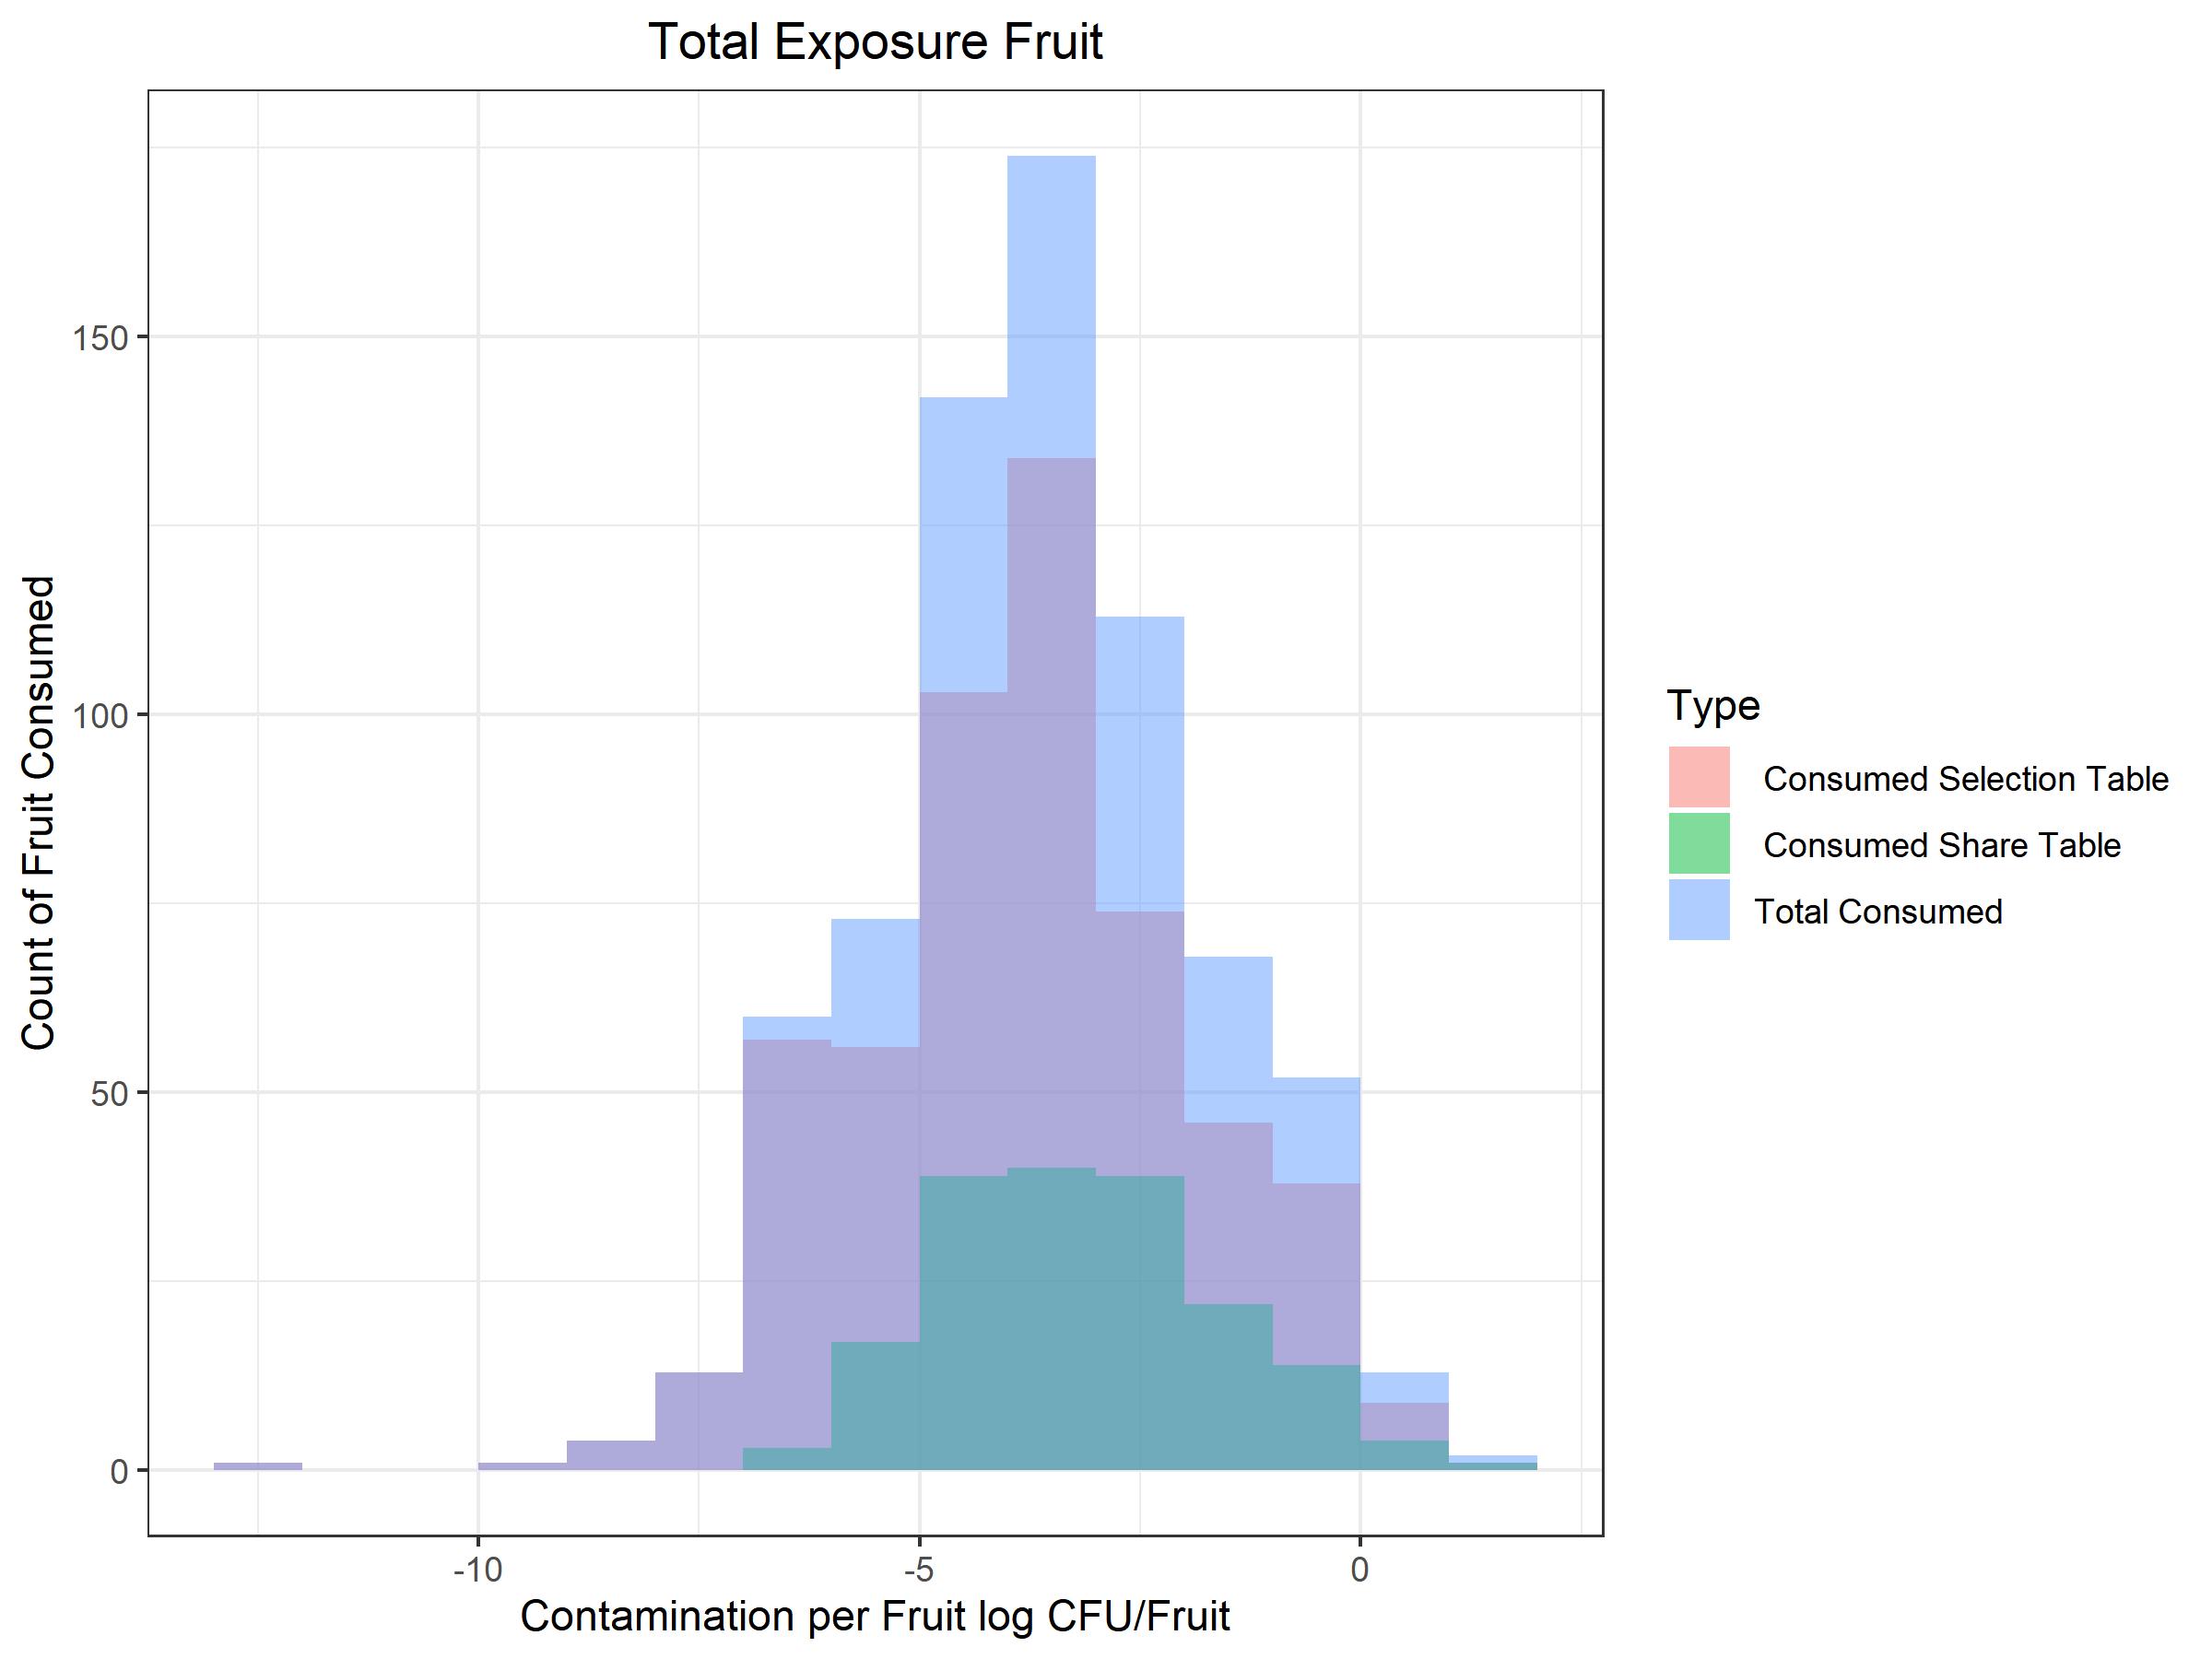 Total Exposure Fruit
Count of Fruit Consumed
150
100
50
0
-10
-5
0
Contamination per Fruit log CFU/Fruit
Type
Consumed Selection Table
Consumed Share Table
Total Consumed